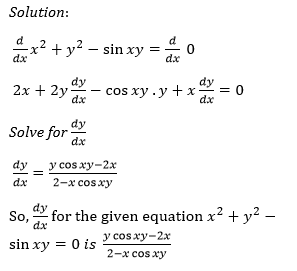 Solution:
d/dx x² + y² − sin xy = d/dx 0
2x + 2y dy/dx − cos xy . y + x dy/dx = 0
Solve for dy/dx
dy/dx = y cos xy−2x/2−x cos xy
So, dy/dx for the given equation x² + y² −
sin xy = 0 is y cos xy−2x/2−x cos xy